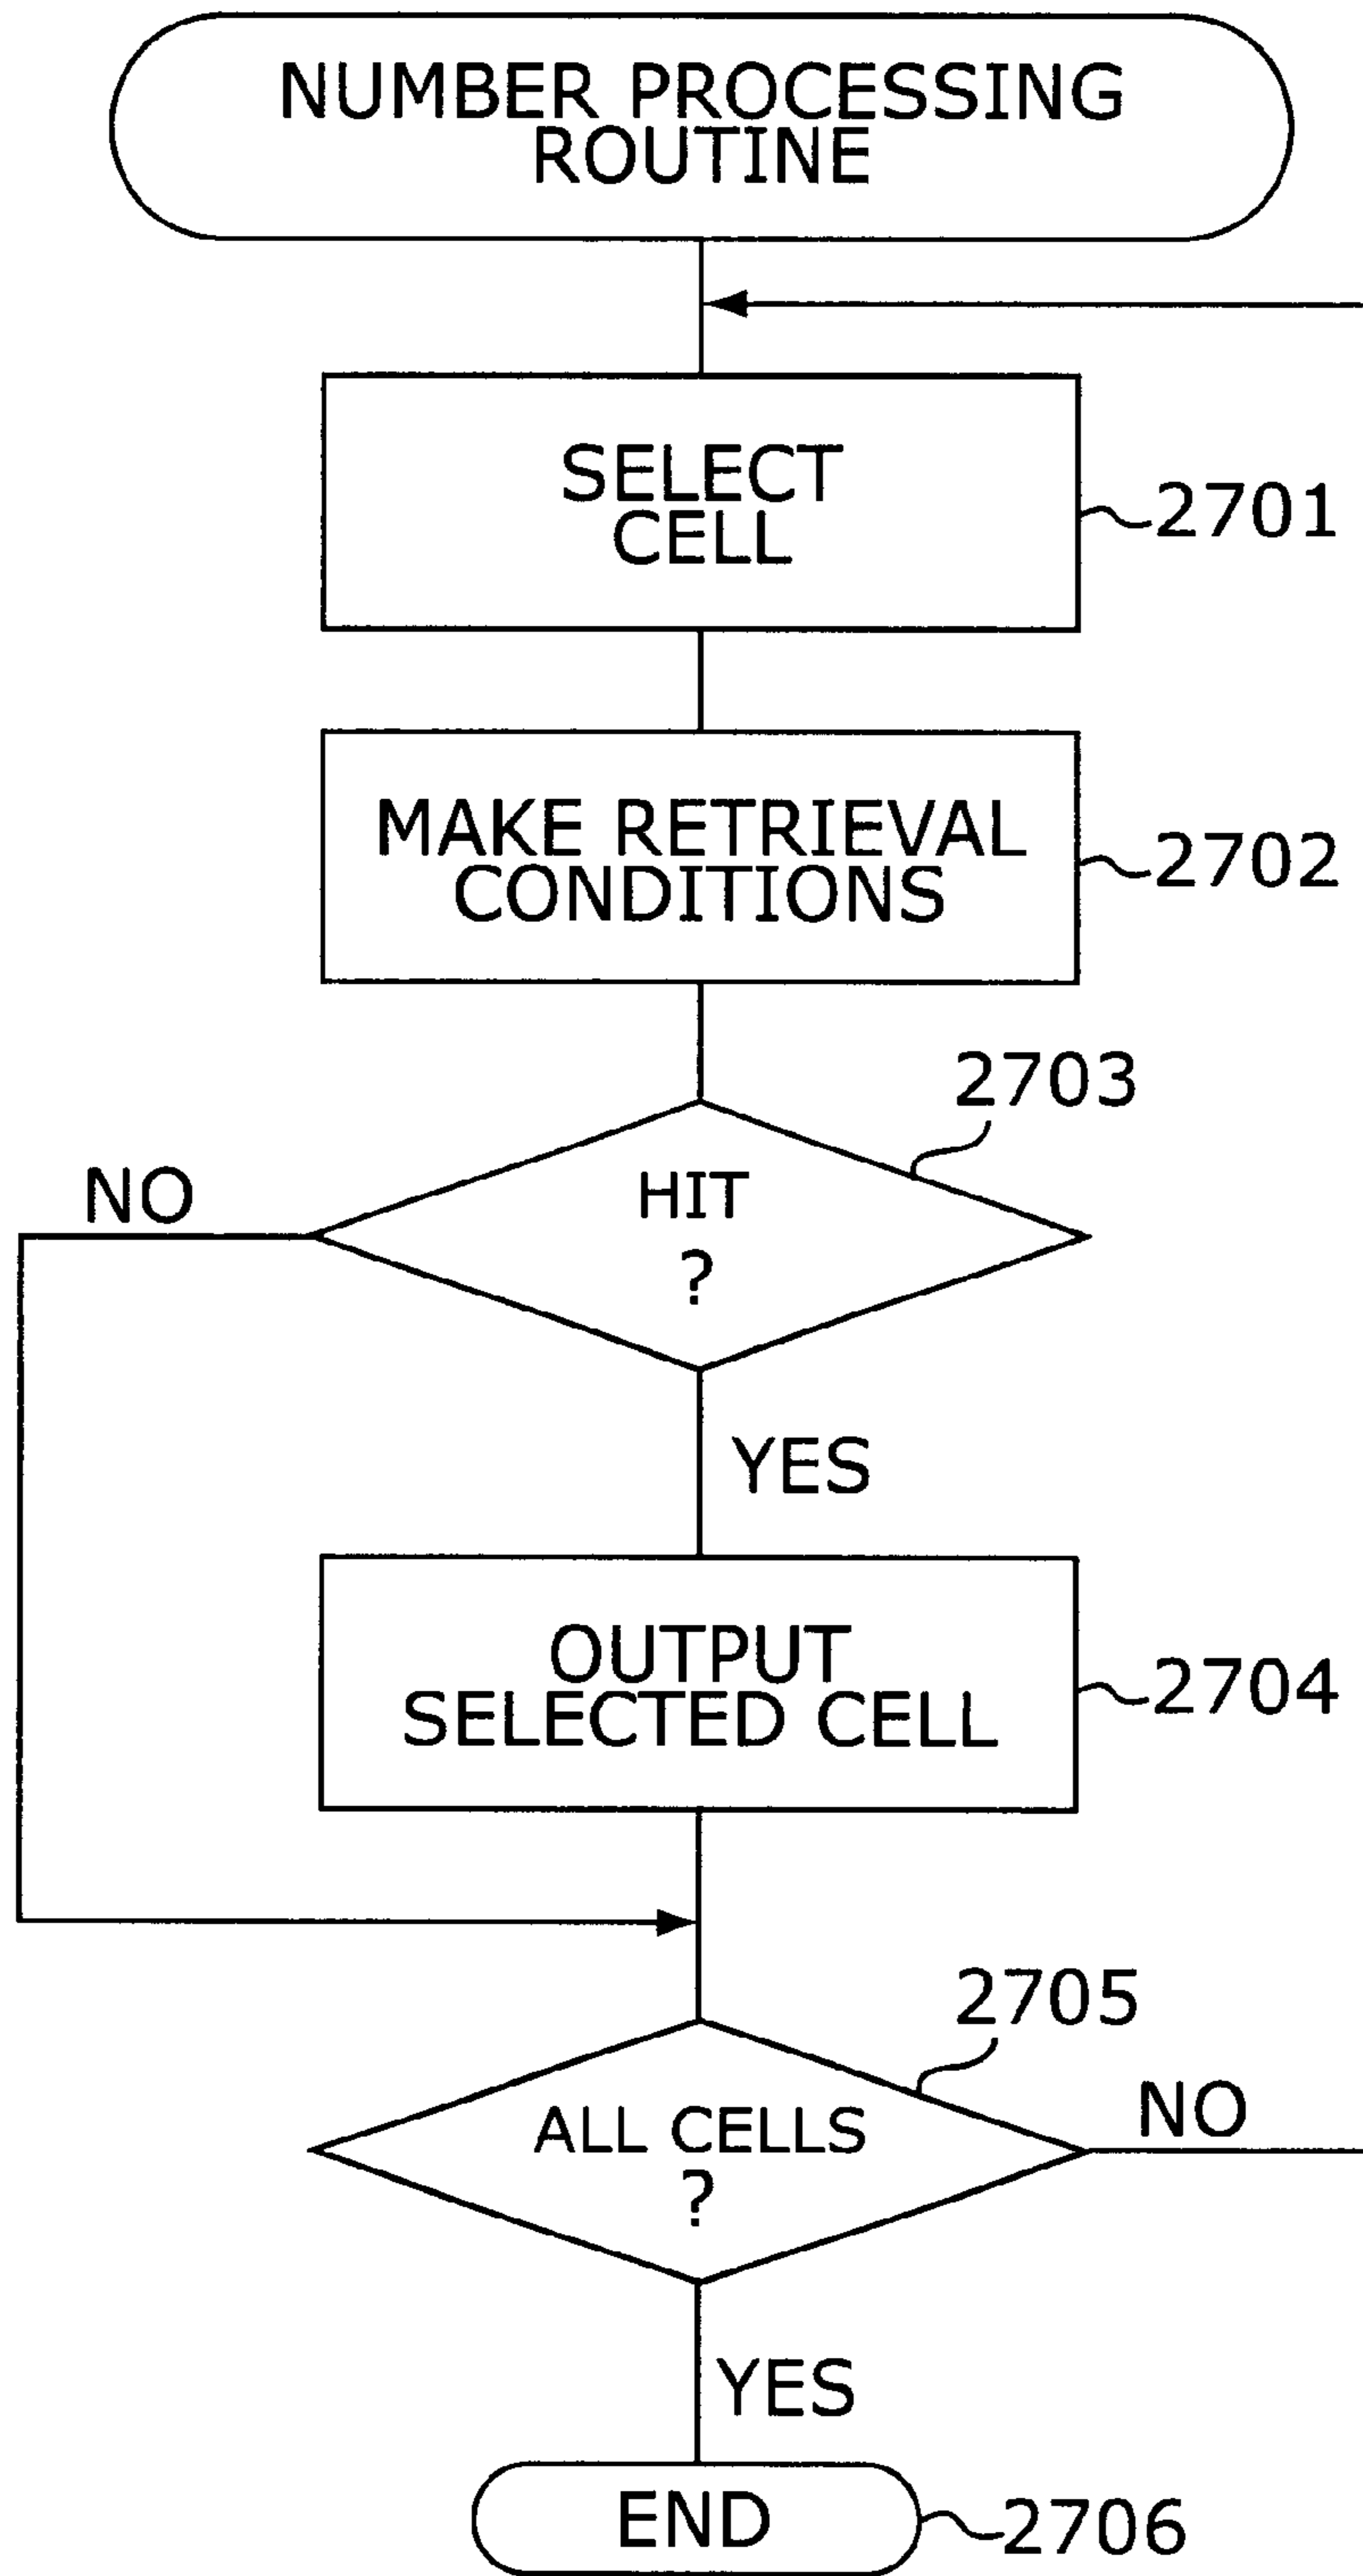 NUMBER PROCESSING
ROUTINE
SELECT
CELL
2701
MAKE RETRIEVAL
CONDITIONS
2702
2703
HIT
?
NO
YES
OUTPUT
SELECTED CELL
2704
2705
ALL CELLS
?
NO
YES
END
2706